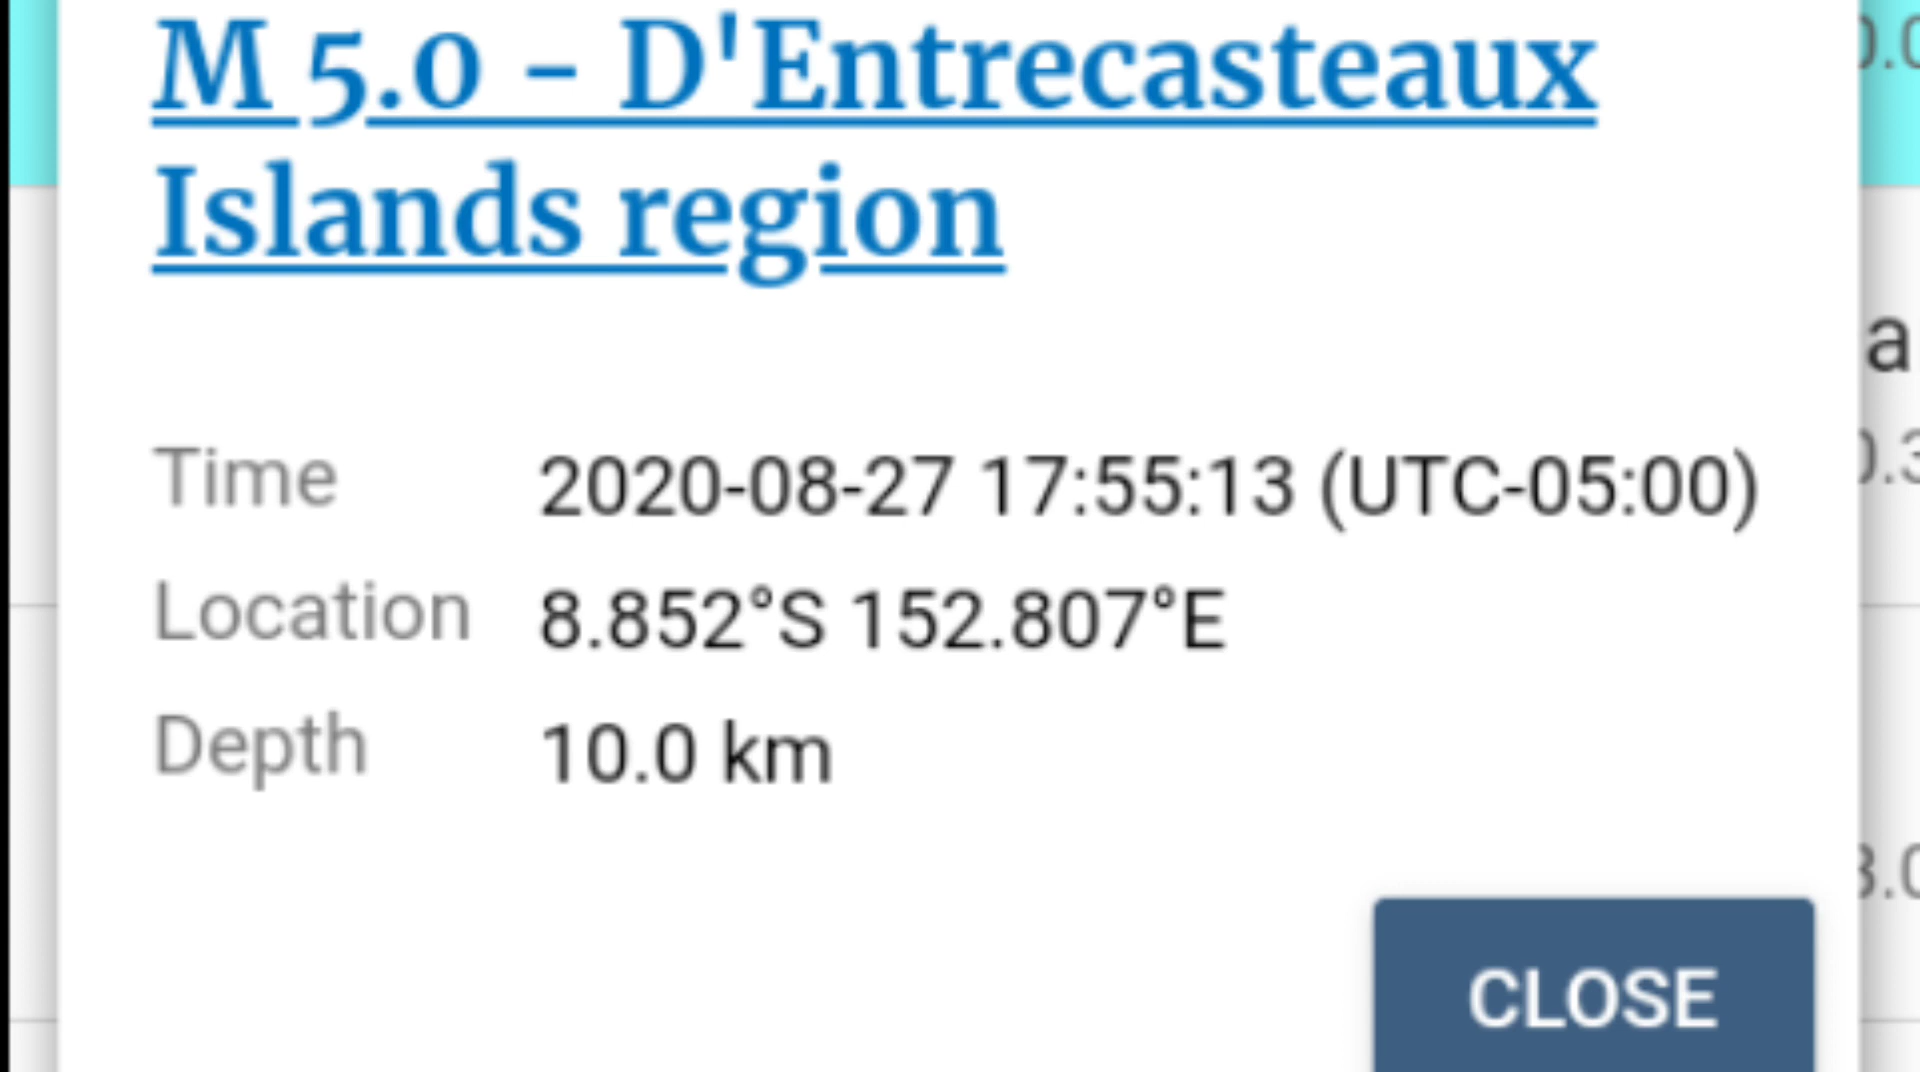 M 5.0 - D'Entrecasteaux
Islands region
Time 2020-08-27 17:55:13 (UTC-05:00)
Location 8.852°S 152.807°E
Depth 10.0 km
CLOSE